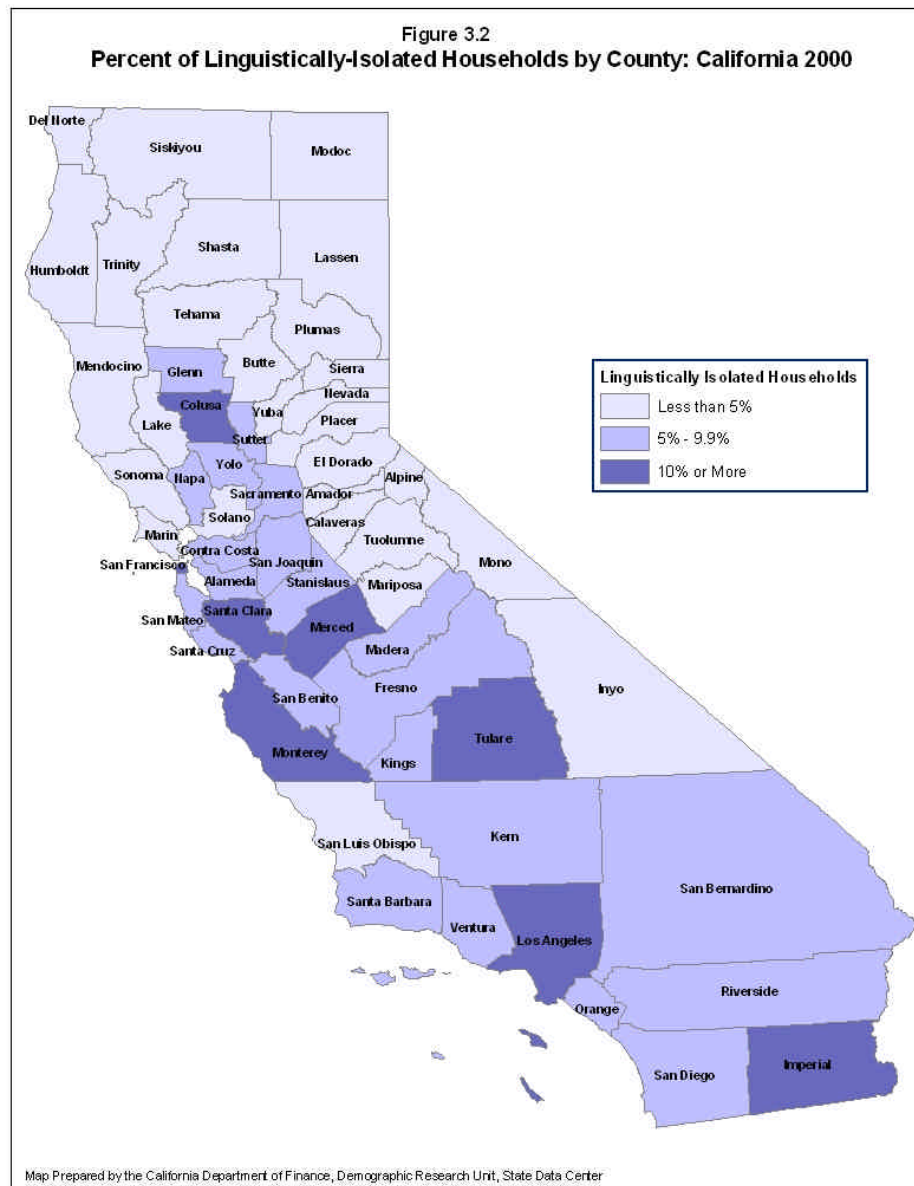 Figure 3.2
Percent of Linguistically-Isolated Households by County: California 2000
Del Norte
Siskiyou
Modoc
Humboldt
Trinity
Shasta
Lassen
Tehama
Plumas
Mendocino
Glenn
Butte
Sierra
Nevada
Colusa
Lake
Yuba
Placer
Sutter
Sonoma
Napa
Yolo
El Dorado
Sacramento
Alpine
Amador
Solano
Calaveras
Marin
Tuolumne
Contra Costa
San Joaquin
San Francisco
Alameda
Stanislaus
Mariposa
Mono
San Mateo
Santa Clara
Merced
Santa Cruz
Madera
San Benito
Fresno
Inyo
Monterey
Kings
Tulare
San Luis Obispo
Kern
Santa Barbara
Ventura
Los Angeles
San Bernardino
Orange
Riverside
San Diego
Imperial
Linguistically Isolated Households
Less than 5%
5% - 9.9%
10% or More
Map Prepared by the California Department of Finance, Demographic Research Unit, State Data Center